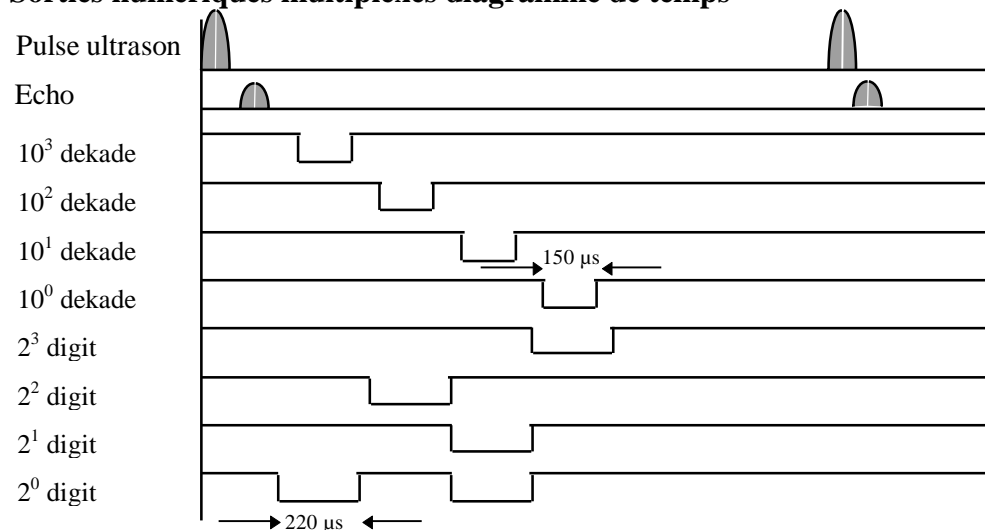 Sorties numériques multiplexés diagramme de temps
Pulse ultrason
Echo
10³ dekade
10² dekade
10¹ dekade
150 µs
10⁰ dekade
2³ digit
2² digit
2¹ digit
2⁰ digit
220 µs